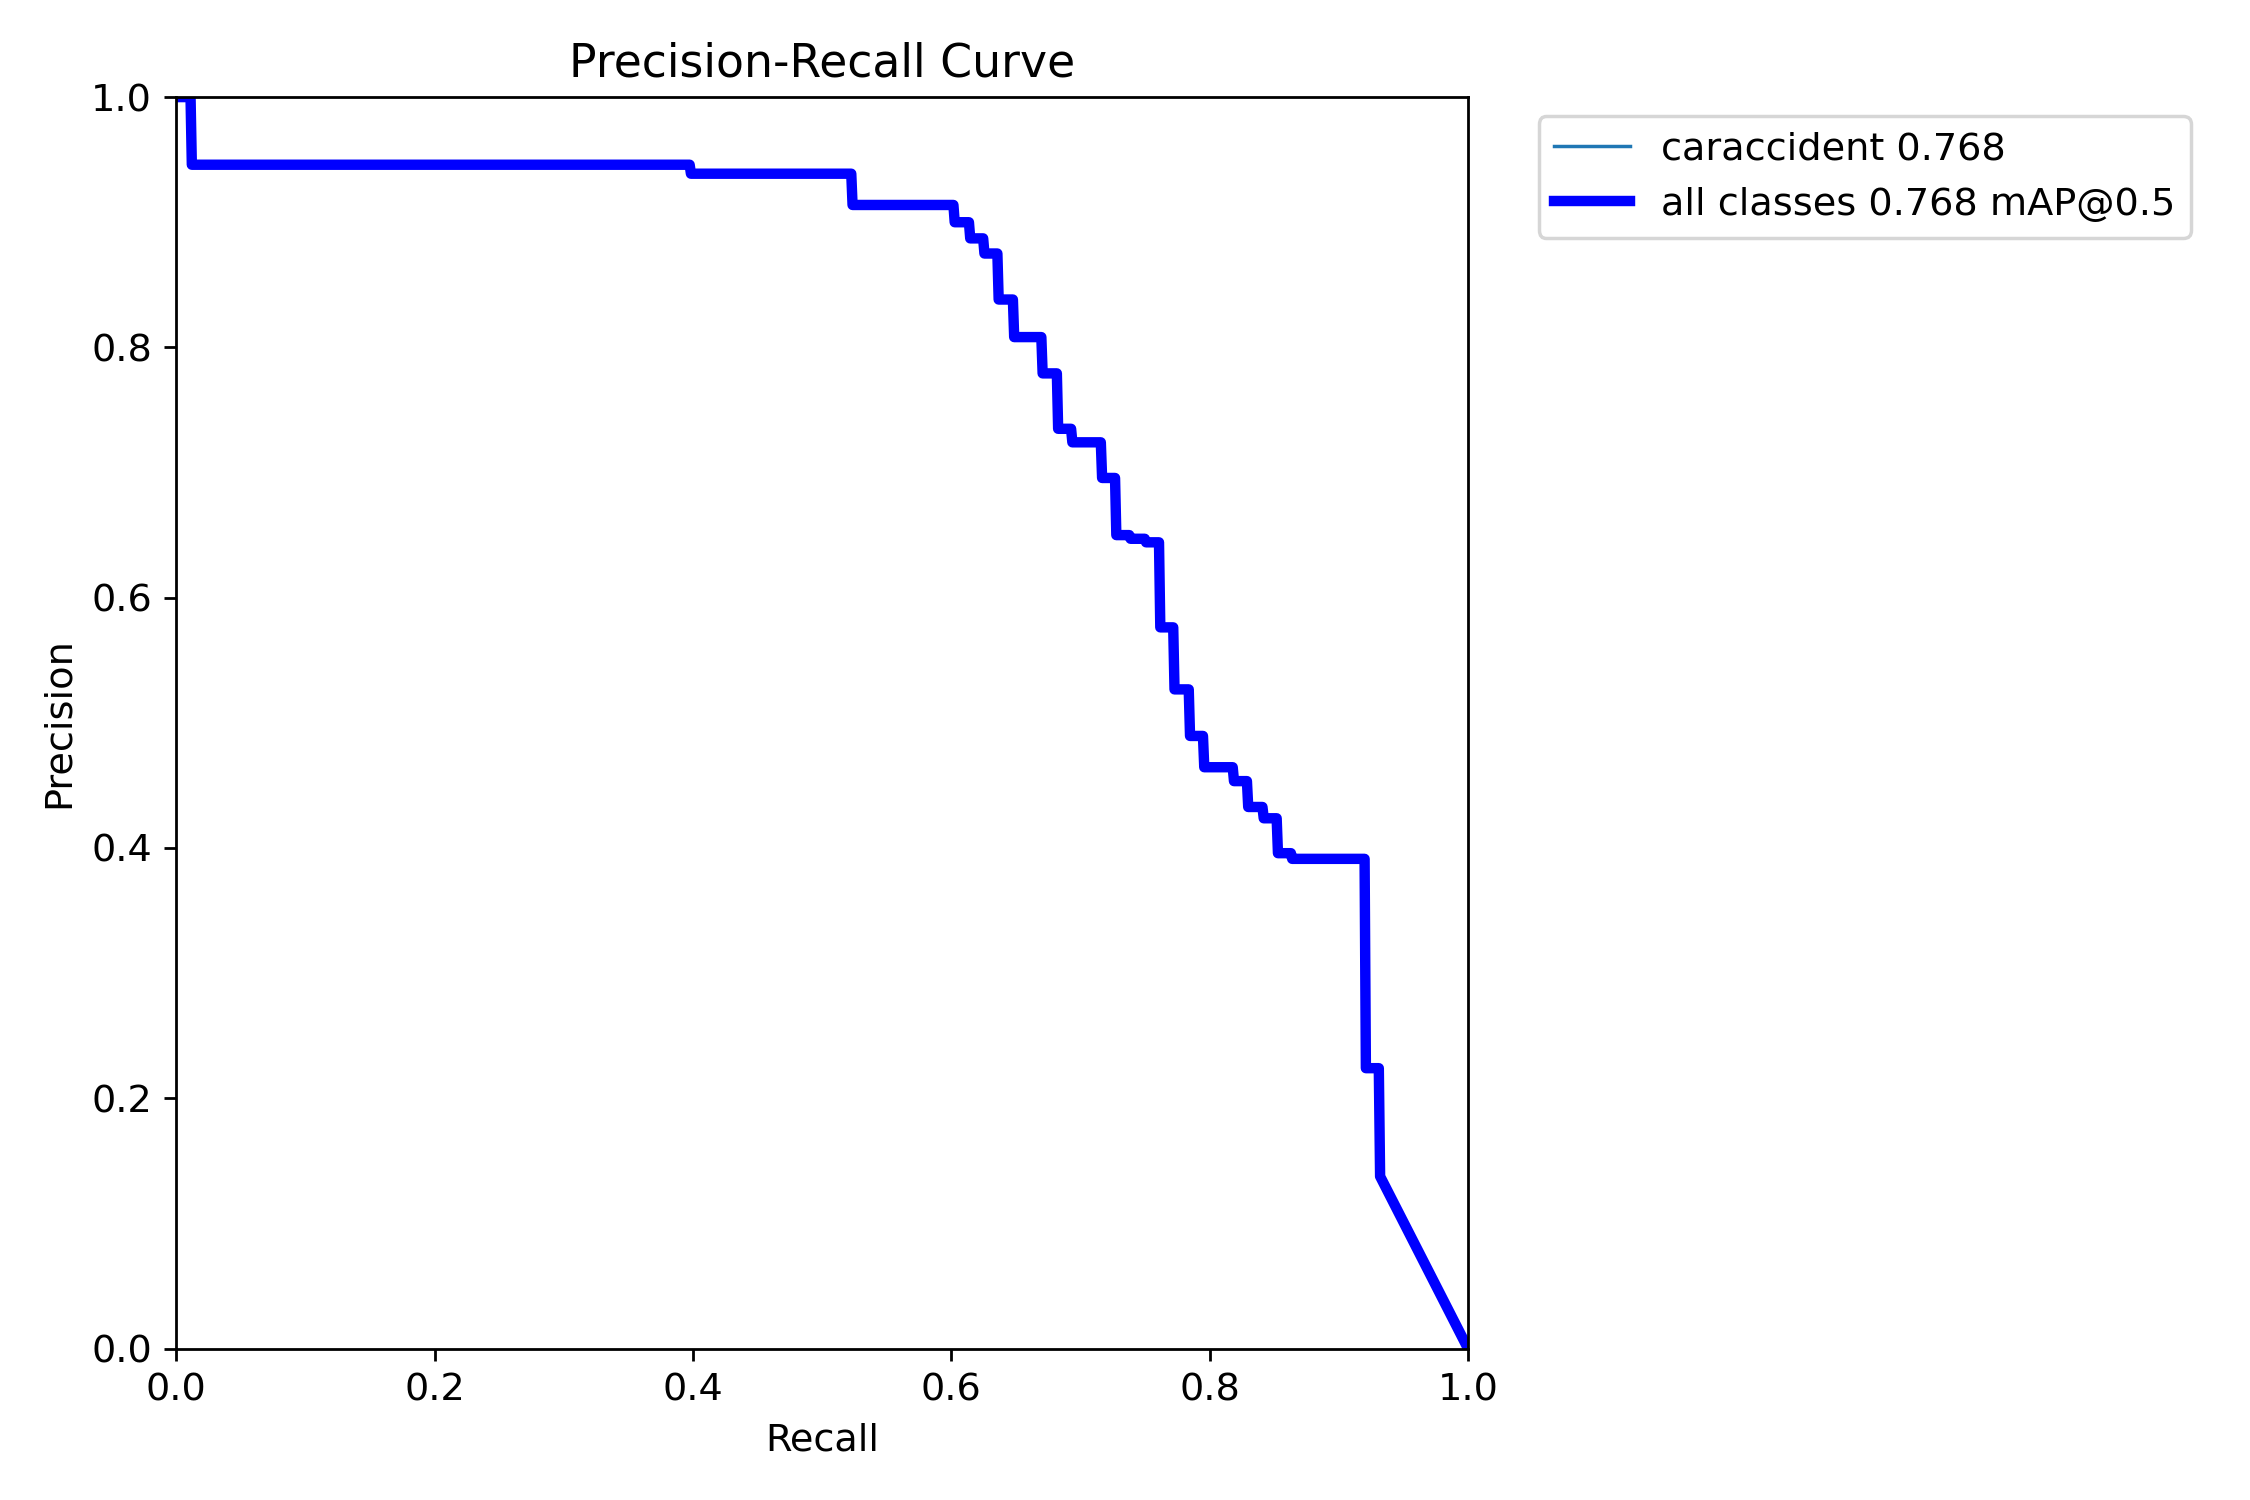 Precision-Recall Curve
1.0
0.8
0.6
0.4
0.2
0.0
Precision
0.0 0.2 0.4 0.6 0.8 1.0
Recall
caraccident 0.768
all classes 0.768 mAP@0.5